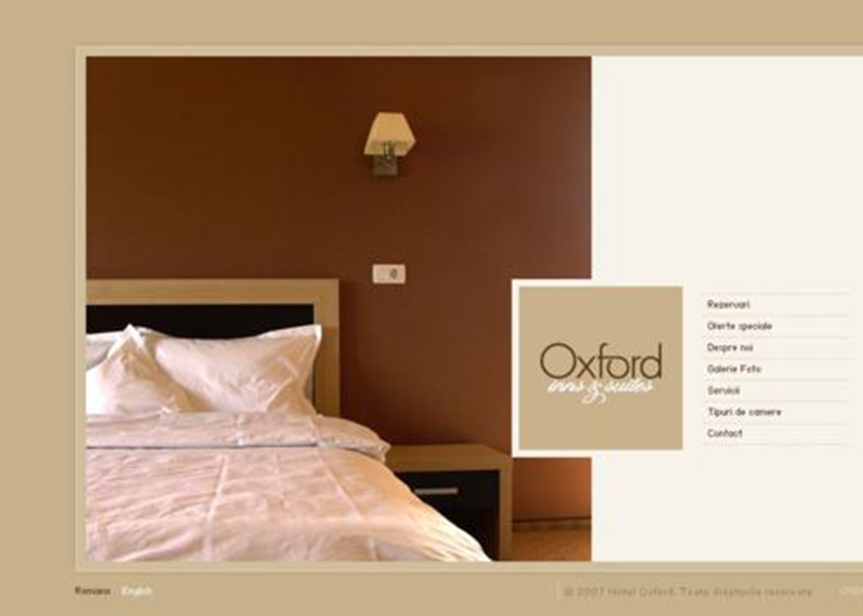 Oxford
inns & suites
Rezervari
Oferte speciale
Despre noi
Galerie Foto
Servicii
Tipuri de camere
Contact
Romana English
© 2007 Hotel Oxford. Toate drepturile rezervate